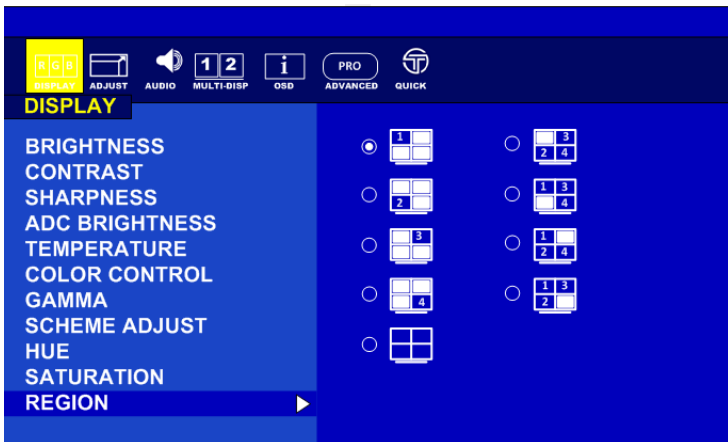 R G B
1 2
i
PRO
DISPLAY ADJUST AUDIO MULTI-DISP OSD ADVANCED QUICK
DISPLAY
BRIGHTNESS
CONTRAST
SHARPNESS
ADC BRIGHTNESS
TEMPERATURE
COLOR CONTROL
GAMMA
SCHEME ADJUST
HUE
SATURATION
REGION
1
2
3
4
3
2 4
1 3
4
1
2 4
1 3
2